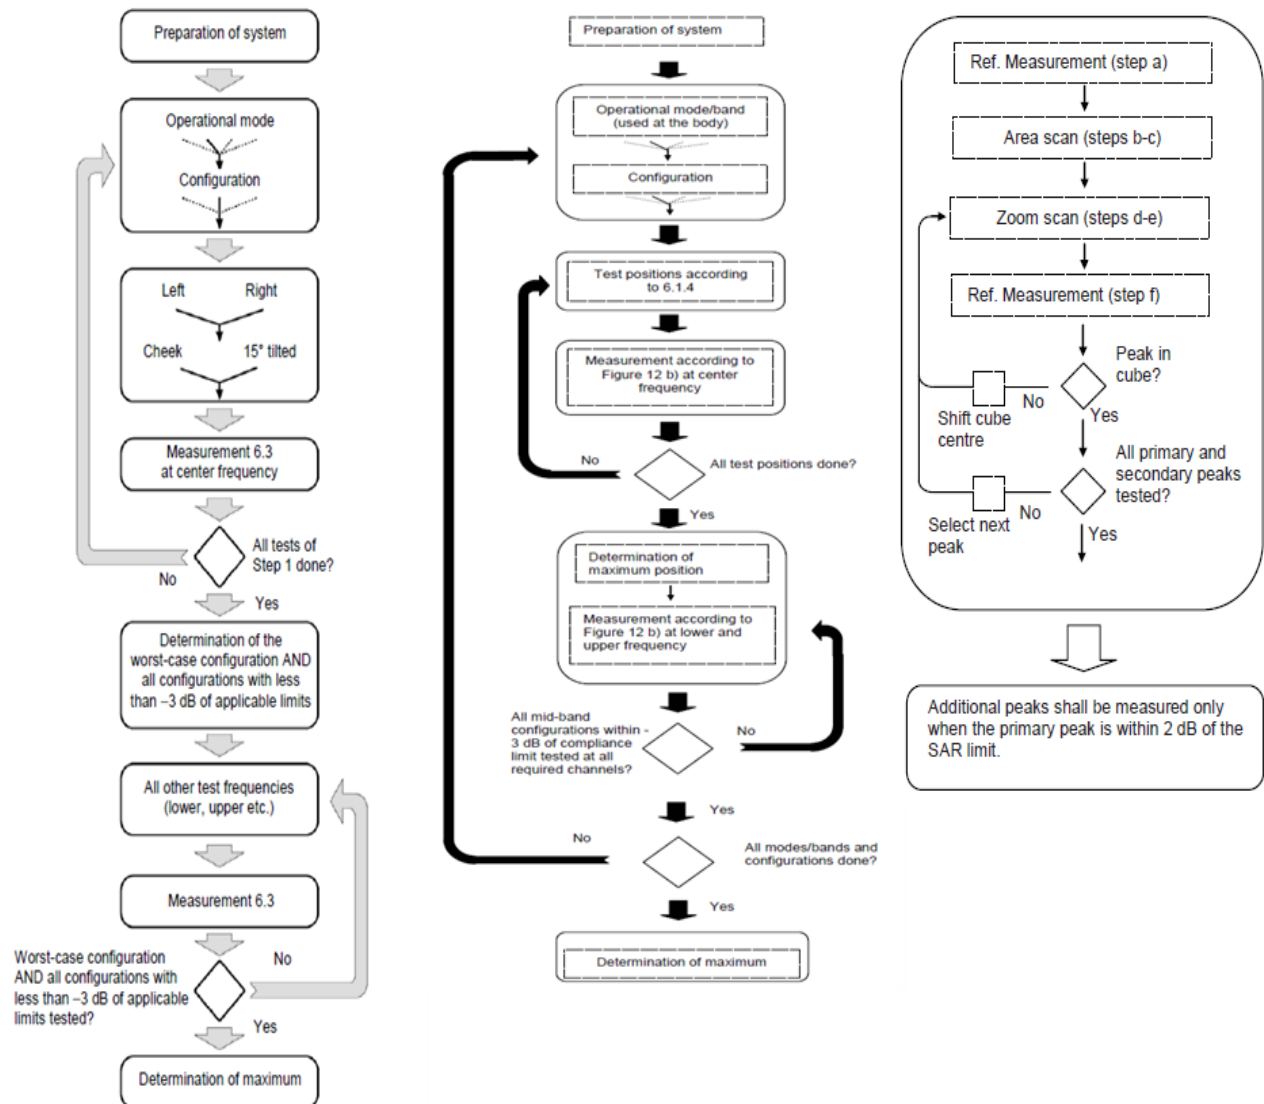 Preparation of system
Operational mode
Configuration
Left Right
Cheek 15° tilted
Measurement 6.3
at center frequency
All tests of
Step 1 done?
No
Yes
Determination of the
worst-case configuration AND
all configurations with less
than –3 dB of applicable limits
All other test frequencies
(lower, upper etc.)
Measurement 6.3
Worst-case configuration
AND all configurations with
less than –3 dB of applicable
limits tested?
No
Yes
Determination of maximum
Preparation of system
Operational mode/band
(used at the body)
Configuration
Test positions according
to 6.1.4
Measurement according to
Figure 12 b) at center
frequency
No
All test positions done?
Yes
Determination of
maximum position
Measurement according to
Figure 12 b) at lower and
upper frequency
All mid-band
configurations within -
3 dB of compliance
limit tested at all
required channels?
No
Yes
No
All modes/bands and
configurations done?
Yes
Determination of maximum
Ref. Measurement (step a)
Area scan (steps b-c)
Zoom scan (steps d-e)
Ref. Measurement (step f)
Peak in
cube?
No
Shift cube
centre
Yes
All primary and
secondary peaks
tested?
No
Select next
peak
Yes
Additional peaks shall be measured only
when the primary peak is within 2 dB of the
SAR limit.